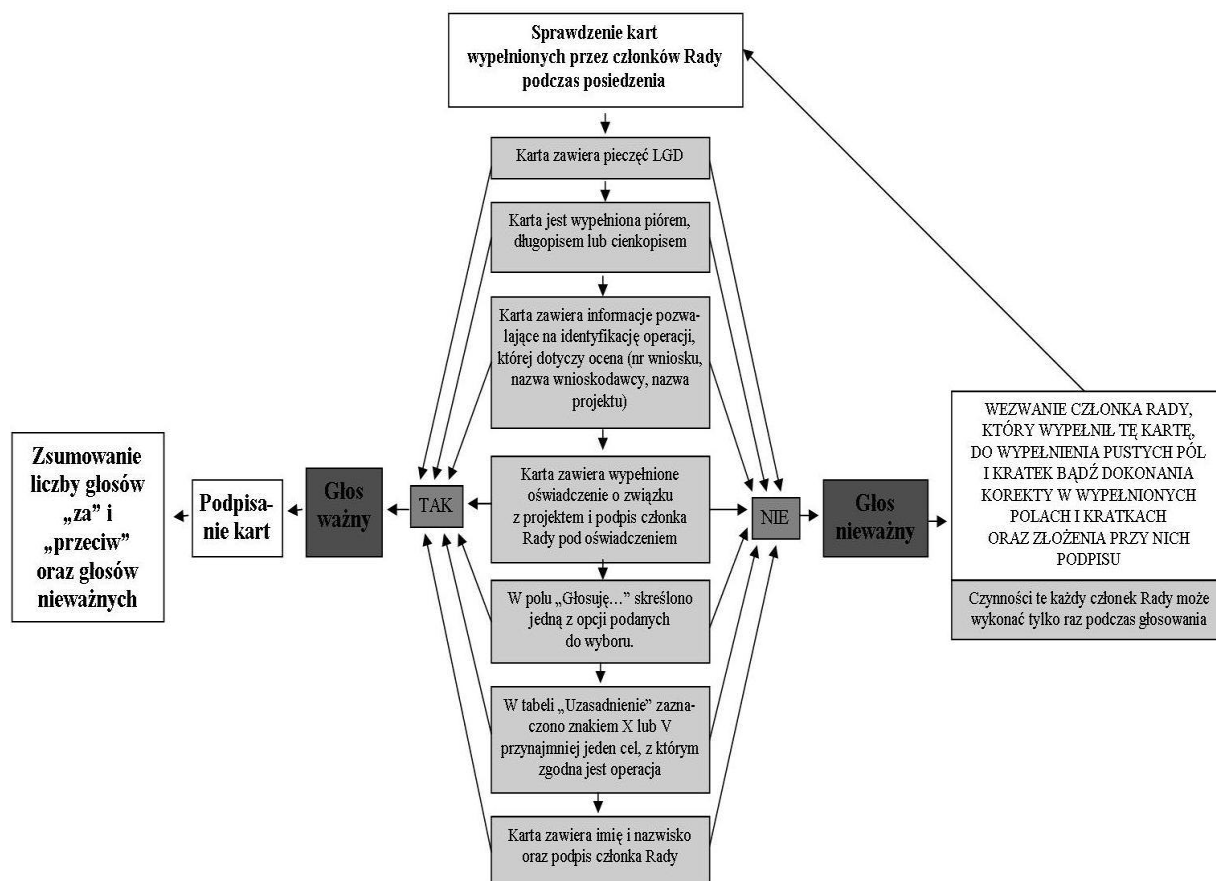 Sprawdzenie kart
wypełnionych przez członków Rady
podczas posiedzenia
Karta zawiera pieczęć LGD
Karta jest wypełniona piórem,
długopisem lub cienkopisem
Karta zawiera informacje pozwa-
lające na identyfikację operacji,
której dotyczy ocena (nr wniosku,
nazwa wnioskodawcy, nazwa
projektu)
Karta zawiera wypełnione
oświadczenie o związku
z projektem i podpis członka
Rady pod oświadczeniem
W polu „Głosuję…” skreślono
jedną z opcji podanych
do wyboru.
W tabeli „Uzasadnienie” zazna-
czono znakiem X lub V
przynajmniej jeden cel, z którym
zgodna jest operacja
Karta zawiera imię i nazwisko
oraz podpis członka Rady
TAK
Głos
ważny
Podpisa-
nie kart
Zsumowanie
liczby głosów
„za” i
„przeciw”
oraz głosów
nieważnych
NIE
Głos
nieważny
WEZWANIE CZŁONKA RADY,
KTÓRY WYPEŁNIŁ TĘ KARTĘ,
DO WYPEŁNIENIA PUSTYCH PÓL
I KRATEK BĄDŹ DOKONANIA
KOREKTY W WYPEŁNIONYCH
POLACH I KRATKACH
ORAZ ZŁOŻENIA PRZY NICH
PODPISU
Czynności te każdy członek Rady może
wykonać tylko raz podczas głosowania